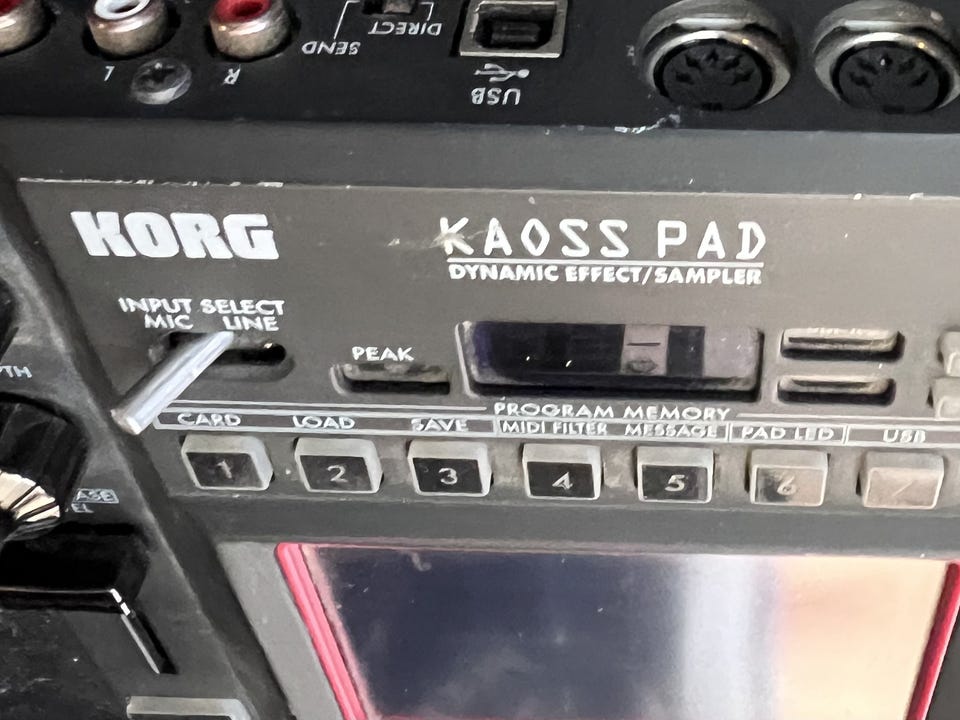 L R
SEND DIRECT
USB
KORG
KAOSS PAD
DYNAMIC EFFECT/SAMPLER
INPUT SELECT
MIC LINE
PEAK
PROGRAM MEMORY
CARD LOAD SAVE MIDI FILTER MESSAGE PAD LED USB
1 2 3 4 5 6 7